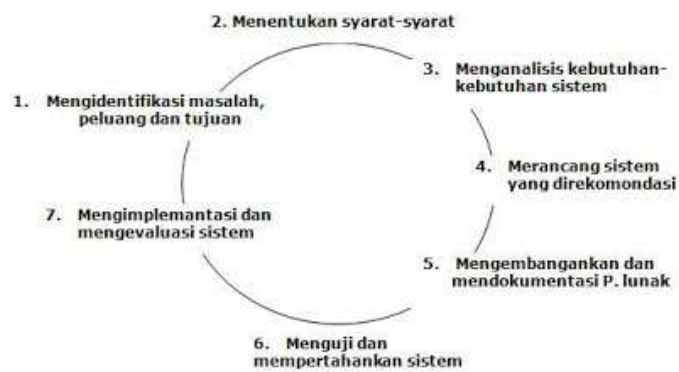 2. Menentukan syarat-syarat
3. Menganalisis kebutuhan-
kebutuhan sistem
1. Mengidentifikasi masalah,
peluang dan tujuan
4. Merancang sistem
yang direkomondasi
7. Mengimplemantasi dan
mengevaluasi sistem
5. Mengembangankan dan
mendokumentasi P. lunak
6. Menguji dan
mempertahankan sistem